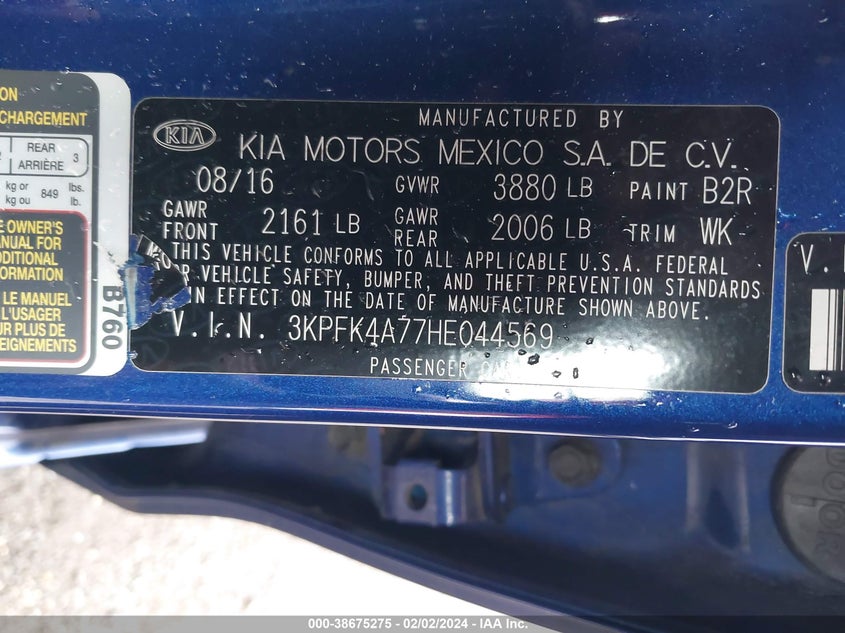 ON
CHARGEMENT
REAR
ARRIÈRE 3
kg or
kg ou 849 lbs.
lb.
E OWNER'S
ANUAL FOR
DDITIONAL
FORMATION
LE MANUEL
USAGER
UR PLUS DE
EIGNEMENTS
B760
MANUFACTURED BY
KIA KIA MOTORS MEXICO S.A. DE C.V.
08/16 GVWR 3880 LB PAINT B2R
GAWR FRONT 2161 LB GAWR REAR 2006 LB TRIM WK
THIS VEHICLE CONFORMS TO ALL APPLICABLE U.S.A. FEDERAL
OR VEHICLE SAFETY, BUMPER, AND THEFT PREVENTION STANDARDS
IN EFFECT ON THE DATE OF MANUFACTURE SHOWN ABOVE.
V.I.N. 3KPFK4A77HE044569
PASSENGER
V.I
000-38675275 - 02/02/2024 - IAA Inc.